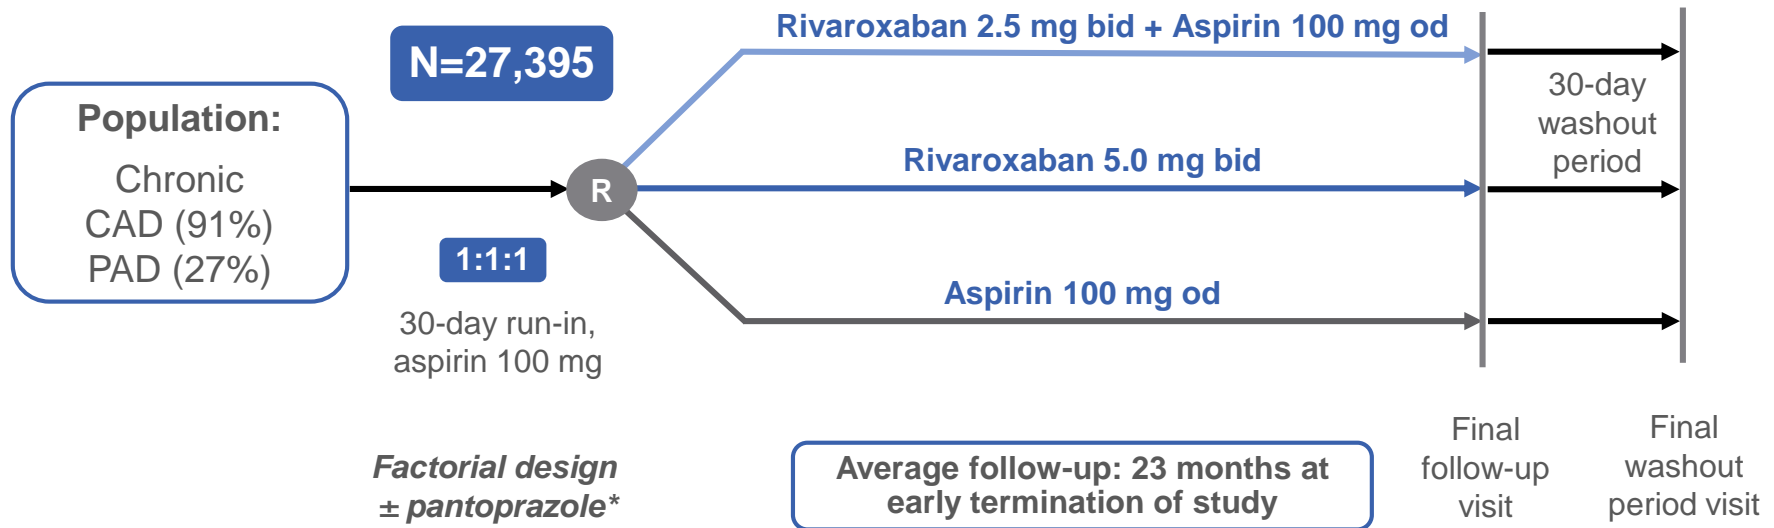 Population:
Chronic
CAD (91%)
PAD (27%)
N=27,395
1:1:1
30-day run-in,
aspirin 100 mg
Factorial design
± pantoprazole*
R
Rivaroxaban 2.5 mg bid + Aspirin 100 mg od
Rivaroxaban 5.0 mg bid
Aspirin 100 mg od
Average follow-up: 23 months at
early termination of study
30-day
washout
period
Final
follow-up
visit
Final
washout
period visit